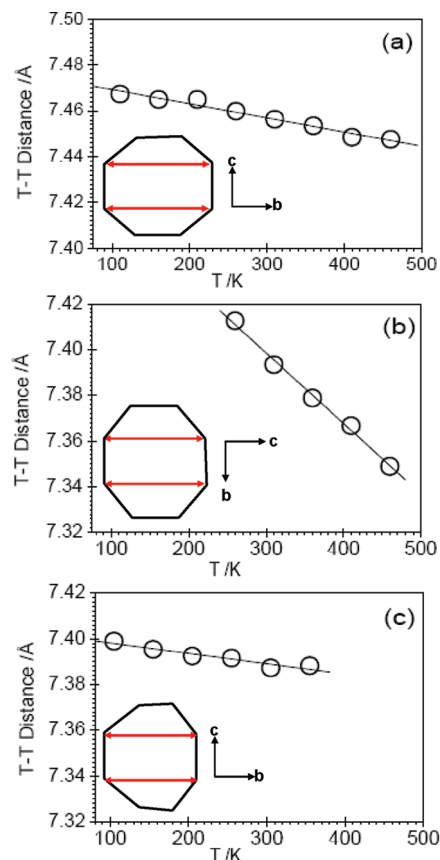 7.50
(a)
7.48
7.46
7.44
7.42
7.40
T-T Distance /Å
c
b
100 200 300 400 500
T /K
7.42
(b)
7.40
7.38
7.36
7.34
7.32
T-T Distance /Å
c
b
100 200 300 400 500
T /K
7.42
(c)
7.40
7.38
7.36
7.34
7.32
T-T Distance /Å
c
b
100 200 300 400 500
T /K